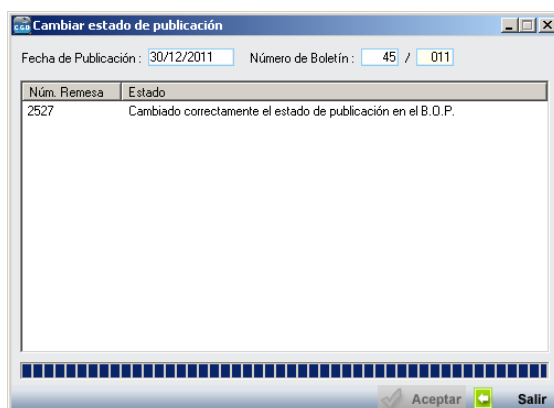 CGD Cambiar estado de publicación
Fecha de Publicación : 30/12/2011 Número de Boletín : 45 / 011
Núm. Remesa Estado
2527 Cambiado correctamente el estado de publicación en el B.O.P.
Aceptar Salir